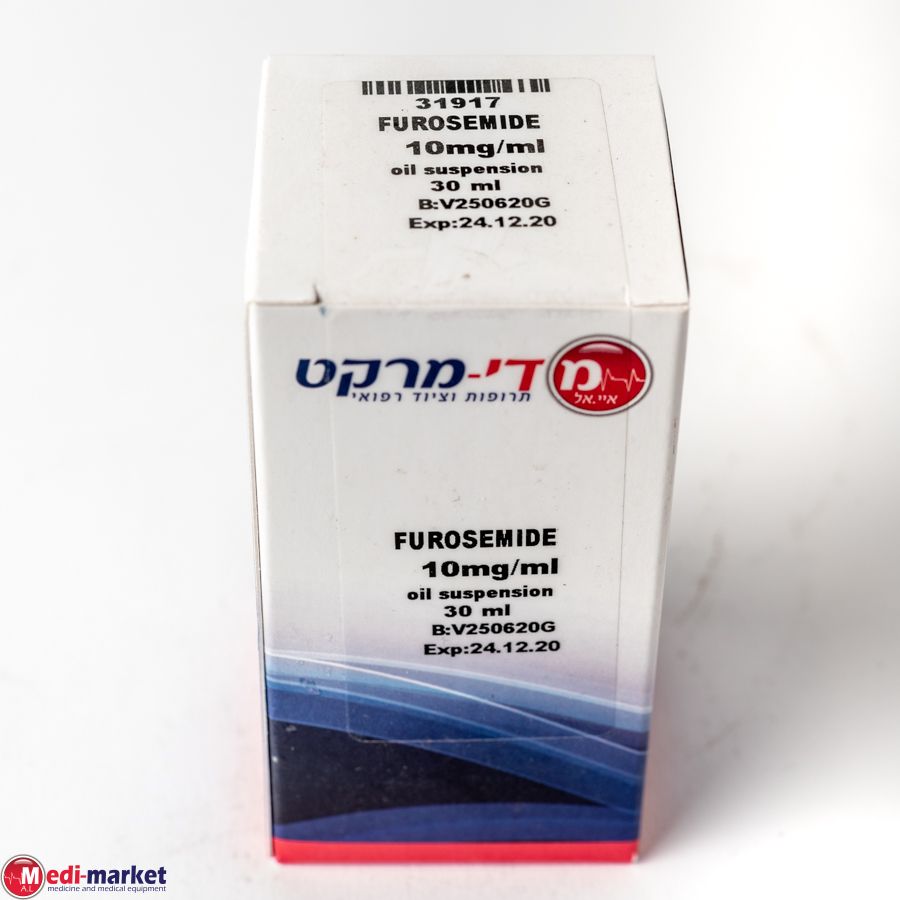 31917
FUROSEMIDE
10mg/ml
oil suspension
30 ml
B:V250620G
Exp:24.12.20
מדי-מרקט
איי.אל
תרופות וציוד רפואי
FUROSEMIDE
10mg/ml
oil suspension
30 ml
B:V250620G
Exp:24.12.20
Medi-market
A.L
medicine and medical equipment